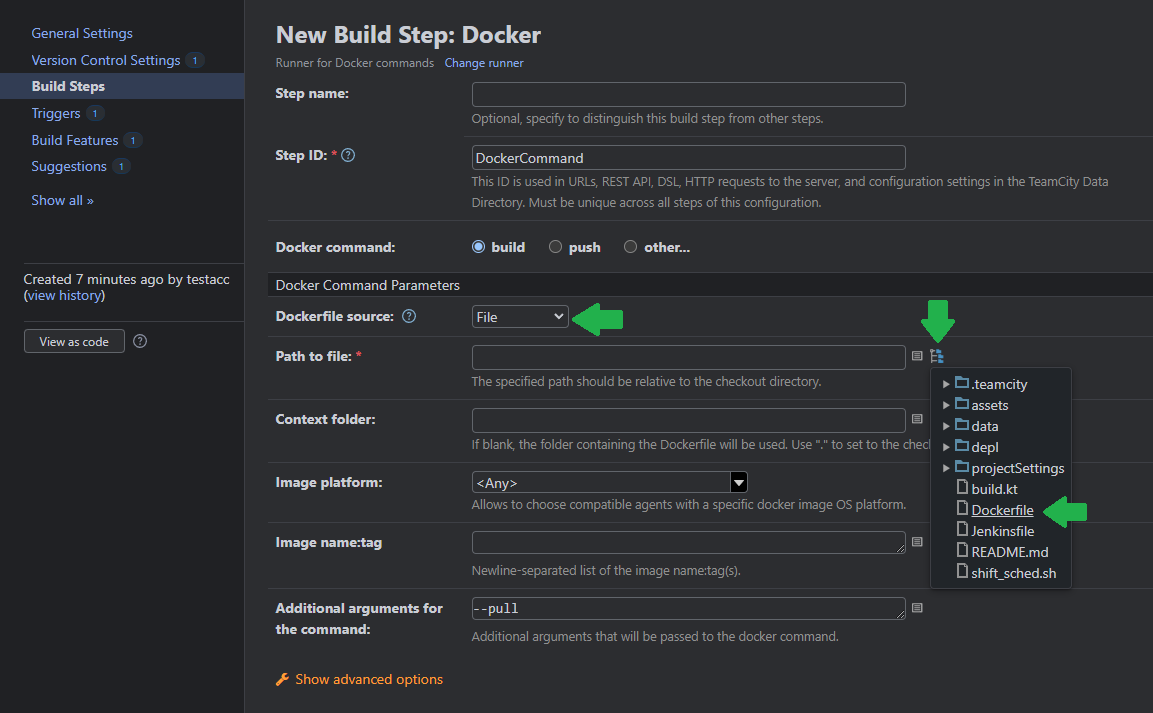 General Settings
Version Control Settings 1
Build Steps
Triggers 1
Build Features 1
Suggestions 1
Show all »
Created 7 minutes ago by testacc
(view history)
View as code ?
New Build Step: Docker
Runner for Docker commands Change runner
Step name:
Optional, specify to distinguish this build step from other steps.
Step ID: * ? DockerCommand
This ID is used in URLs, REST API, DSL, HTTP requests to the server, and configuration settings in the TeamCity Data
Directory. Must be unique across all steps of this configuration.
Docker command: build push other...
Docker Command Parameters
Dockerfile source: ? File
Path to file: *
The specified path should be relative to the checkout directory.
Context folder:
If blank, the folder containing the Dockerfile will be used. Use "." to set to the chec
Image platform: <Any>
Allows to choose compatible agents with a specific docker image OS platform.
Image name:tag
Newline-separated list of the image name:tag(s).
Additional arguments for
the command:
--pull
Additional arguments that will be passed to the docker command.
Show advanced options
.teamcity
assets
data
depl
projectSettings
build.kt
Dockerfile
Jenkinsfile
README.md
shift_sched.sh